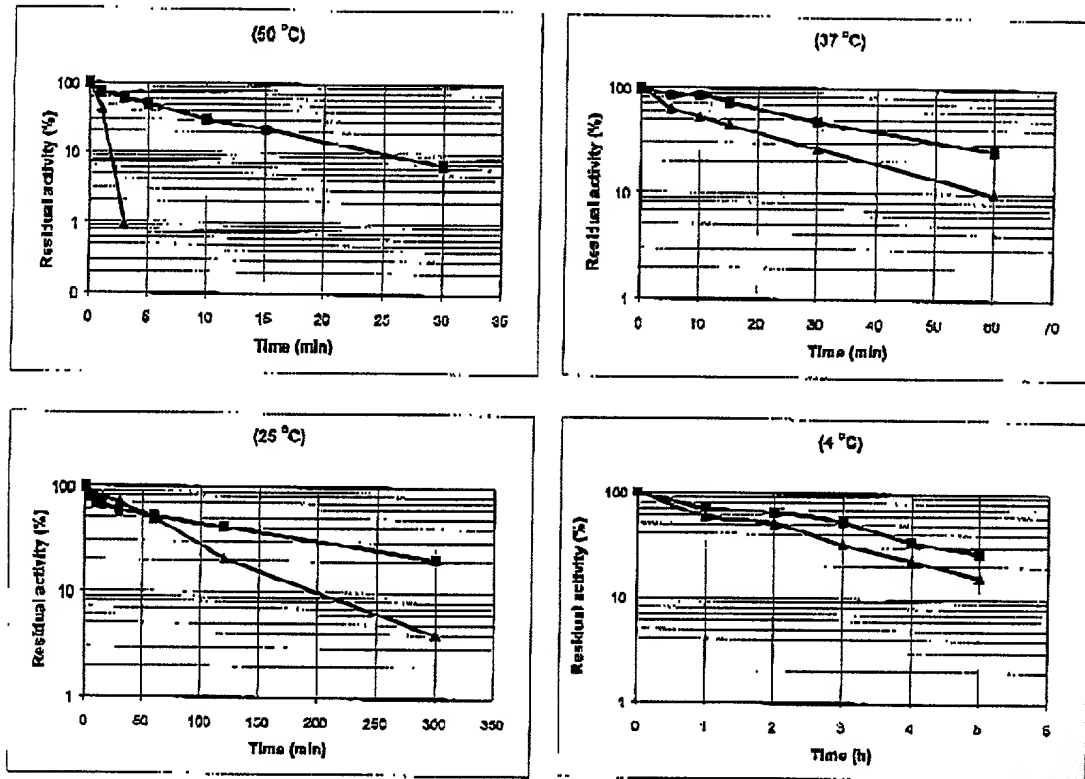 (50 °C)
Residual activity (%)
100
10
1
0
0 5 10 15 20 25 30 35
Time (min)
(37 °C)
Residual activity (%)
100
10
1
0 10 20 30 40 50 60 70
Time (min)
(25 °C)
Residual activity (%)
100
10
1
0 50 100 150 200 250 300 350
Time (min)
(4 °C)
Residual activity (%)
100
10
1
0 1 2 3 4 5 6
Time (h)